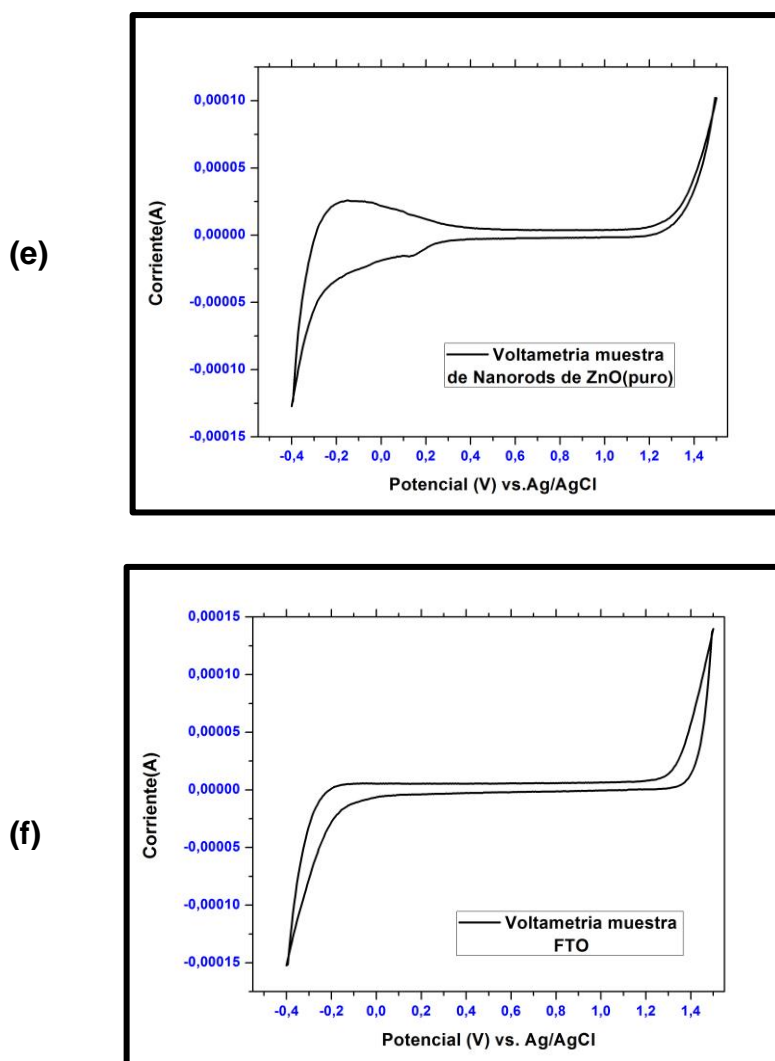 (e)
0,00010
0,00005
0,00000
-0,00005
-0,00010
-0,00015
Corriente(A)
Voltametria muestra
de Nanorods de ZnO(puro)
-0,4 -0,2 0,0 0,2 0,4 0,6 0,8 1,0 1,2 1,4
Potencial (V) vs.Ag/AgCl
(f)
0,00015
0,00010
0,00005
0,00000
-0,00005
-0,00010
-0,00015
Corriente(A)
Voltametria muestra
FTO
-0,4 -0,2 0,0 0,2 0,4 0,6 0,8 1,0 1,2 1,4
Potencial (V) vs. Ag/AgCl